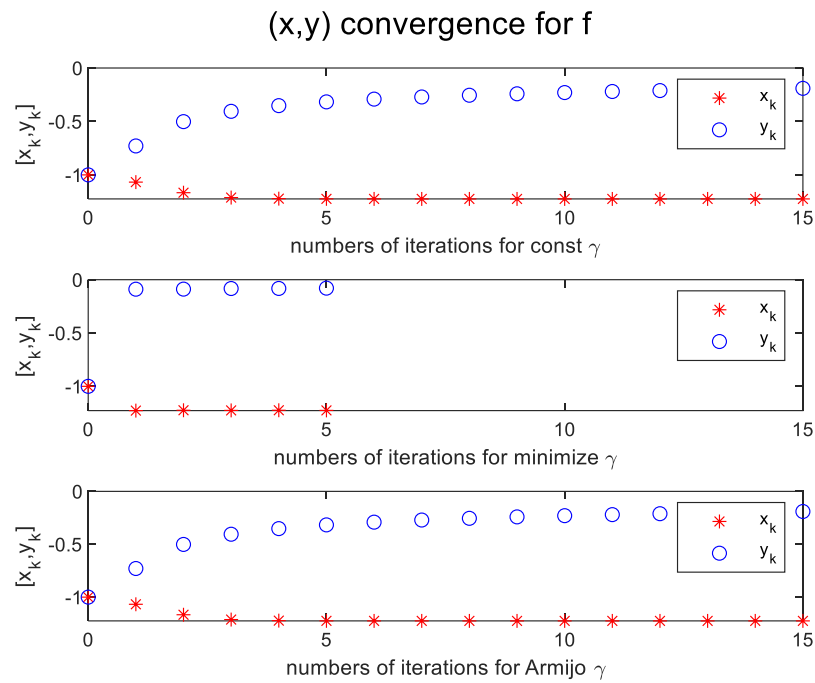 (x,y) convergence for f
0
-0.5
-1
[x_k,y_k]
x_k
y_k
0 5 10 15
numbers of iterations for const γ
0
-0.5
-1
[x_k,y_k]
x_k
y_k
0 5 10 15
numbers of iterations for minimize γ
0
-0.5
-1
[x_k,y_k]
x_k
y_k
0 5 10 15
numbers of iterations for Armijo γ